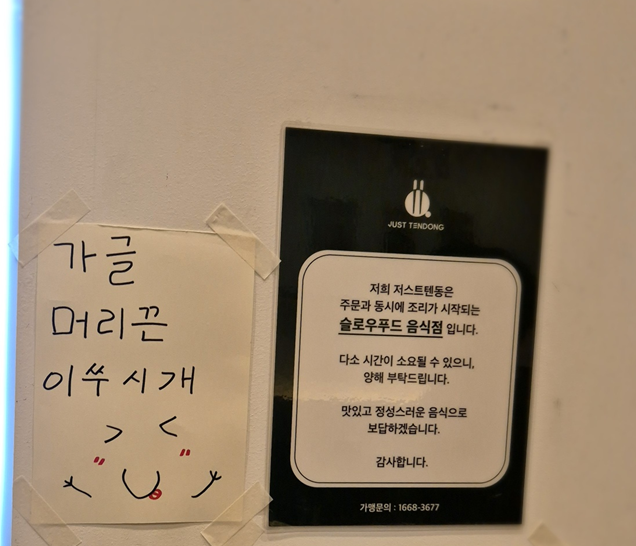 가글
머리끈
이쑤시개
JUST TENDONG
저희 저스트텐동은
주문과 동시에 조리가 시작되는
슬로우푸드 음식점 입니다.
다소 시간이 소요될 수 있으니,
양해 부탁드립니다.
맛있고 정성스러운 음식으로
보답하겠습니다.
감사합니다.
가맹문의 : 1668-3677